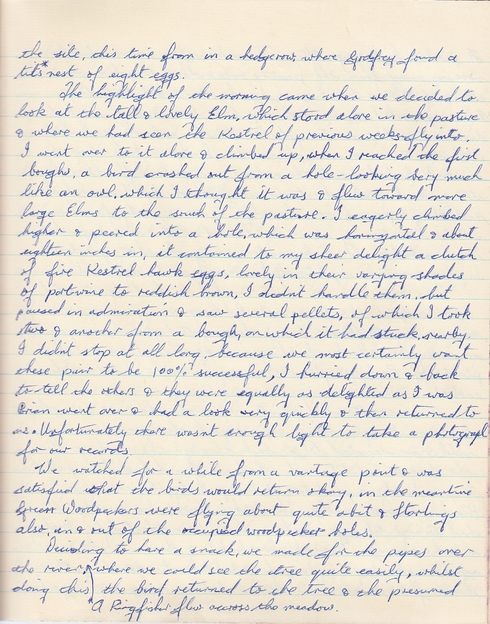 the site, this time from in a hedgerow where Godfrey found a
tits* nest of eight eggs.
The highlight of the morning came when we decided to
look at the tall & lovely Elm, which stood alone in the pasture
& where we had seen the Kestrel of previous weeks fly into.
I went over to it alone & climbed up, when I reached the first
boughs, a bird crashed out from a hole - looking very much
like an owl, which I thought it was & flew toward more
large Elms to the south of the pasture. I eagerly climbed
higher & peered into a hole, which was horizontal & about
eighteen inches in, it contained to my sheer delight a clutch
of five Kestrel hawk eggs, lovely in their varying shades
of portwine to reddish-brown, I didn't handle them, but
paused in admiration & saw several pellets, of which I took
two & another from a bough, on which it had stuck, nearby.
I didn't stop at all long, because we most certainly want
these pair to be 100% successful, I hurried down & back
to tell the others & they were equally as delighted as I was
Brian went over & had a look very quickly & then returned to
us. Unfortunately there wasn't enough light to take a photograph
for our records
We watched for a while from a vantage point & was
satisfied that the birds would return okay, in the meantime
Green Woodpeckers were flying about quite a bit & Starlings
also, in & out of the occupied woodpecker holes.
Deciding to have a snack, we made for the pipes over
the river, where we could see the tree quite easily, whilst
doing this, the bird returned to the tree & the presumed
*A Kingfisher flew across the meadow.